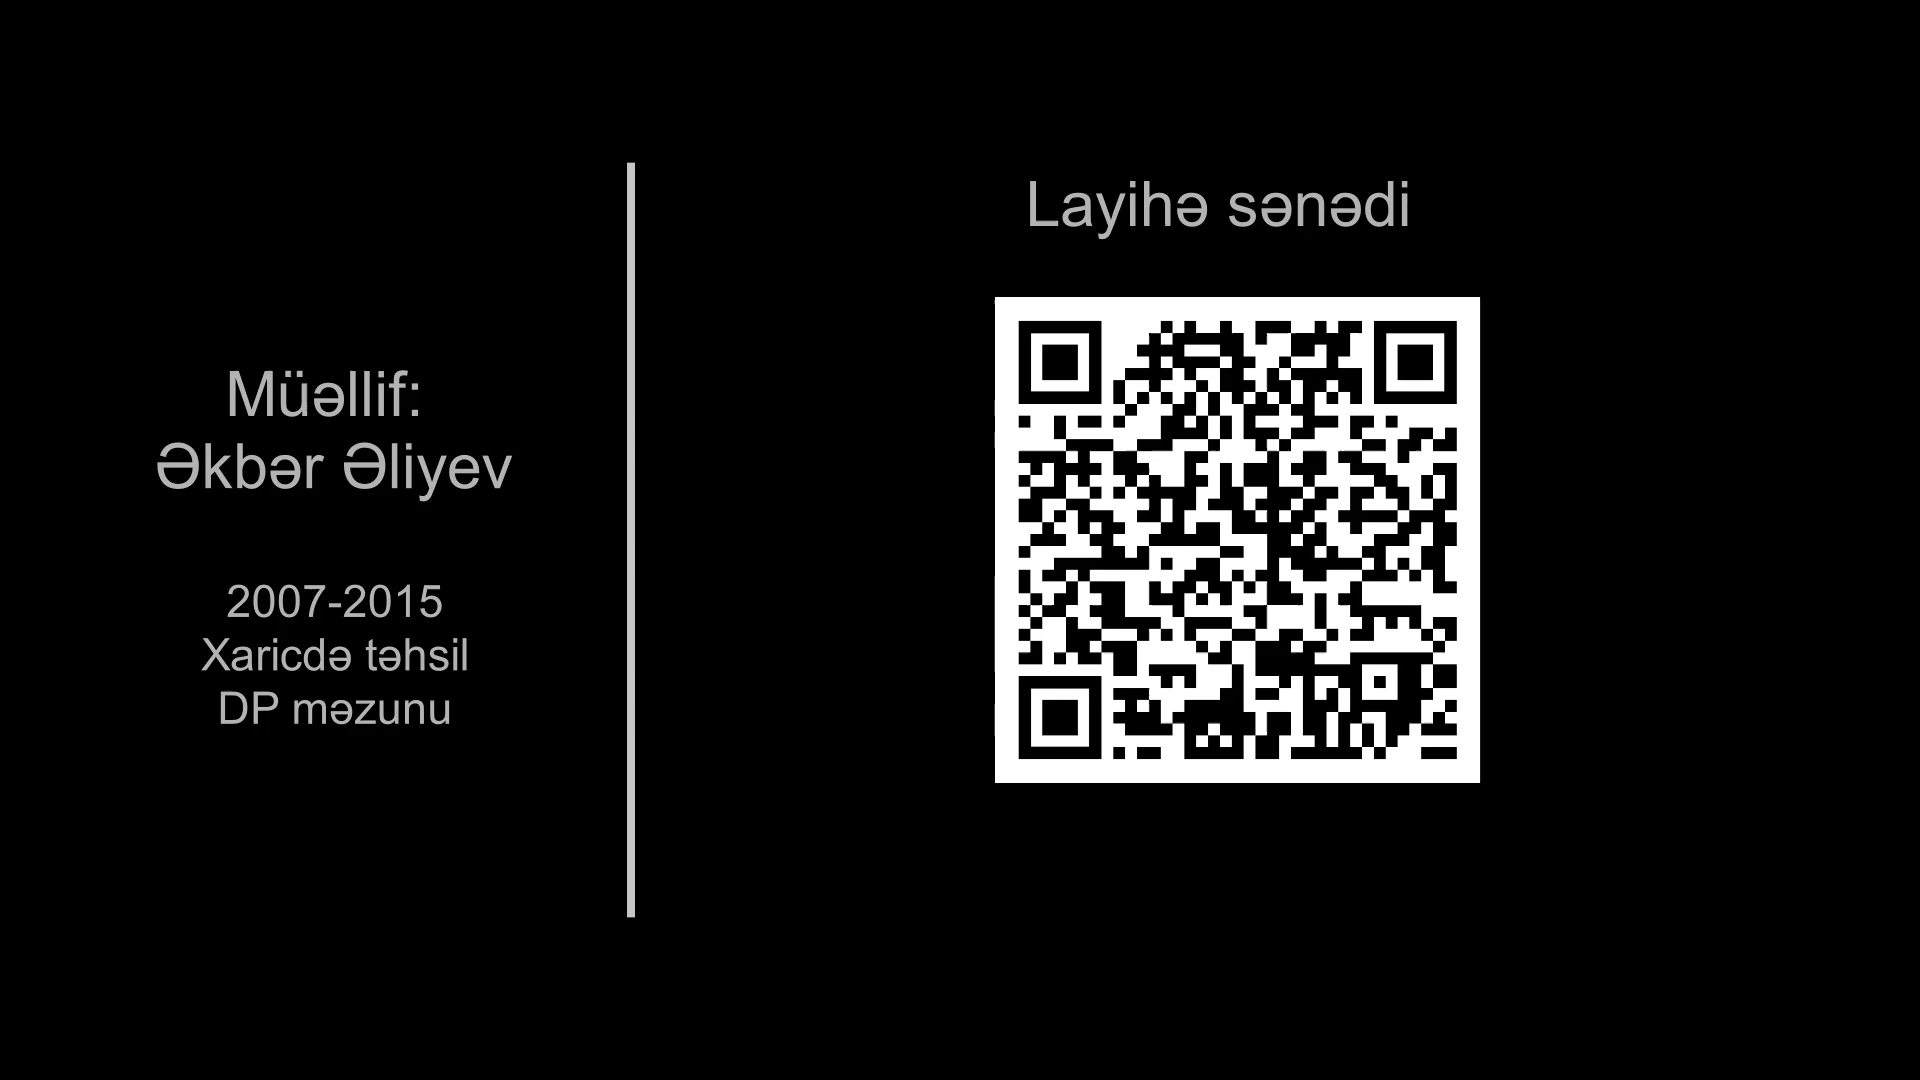 Müəllif:
Əkbər Əliyev
2007-2015
Xaricdə təhsil
DP məzunu
Layihə sənədi